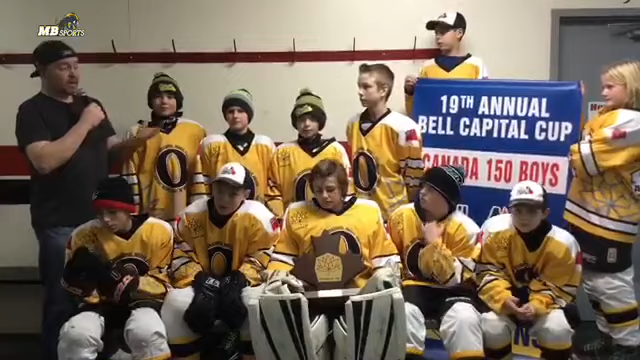 MB SPORTS
19TH ANNUAL
BELL CAPITAL CUP
CANADA 150 BOYS